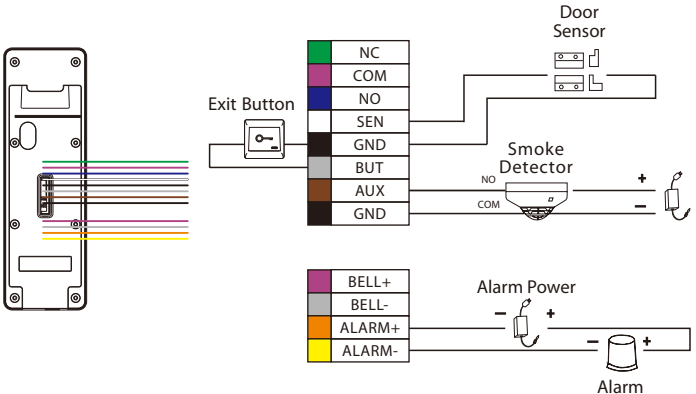 Door
Sensor
NC
COM
NO
Exit Button
SEN
GND
Smoke
Detector
BUT
AUX
NO
+
GND
COM
−
BELL+
Alarm Power
BELL-
− +
ALARM+
ALARM-
− +
Alarm